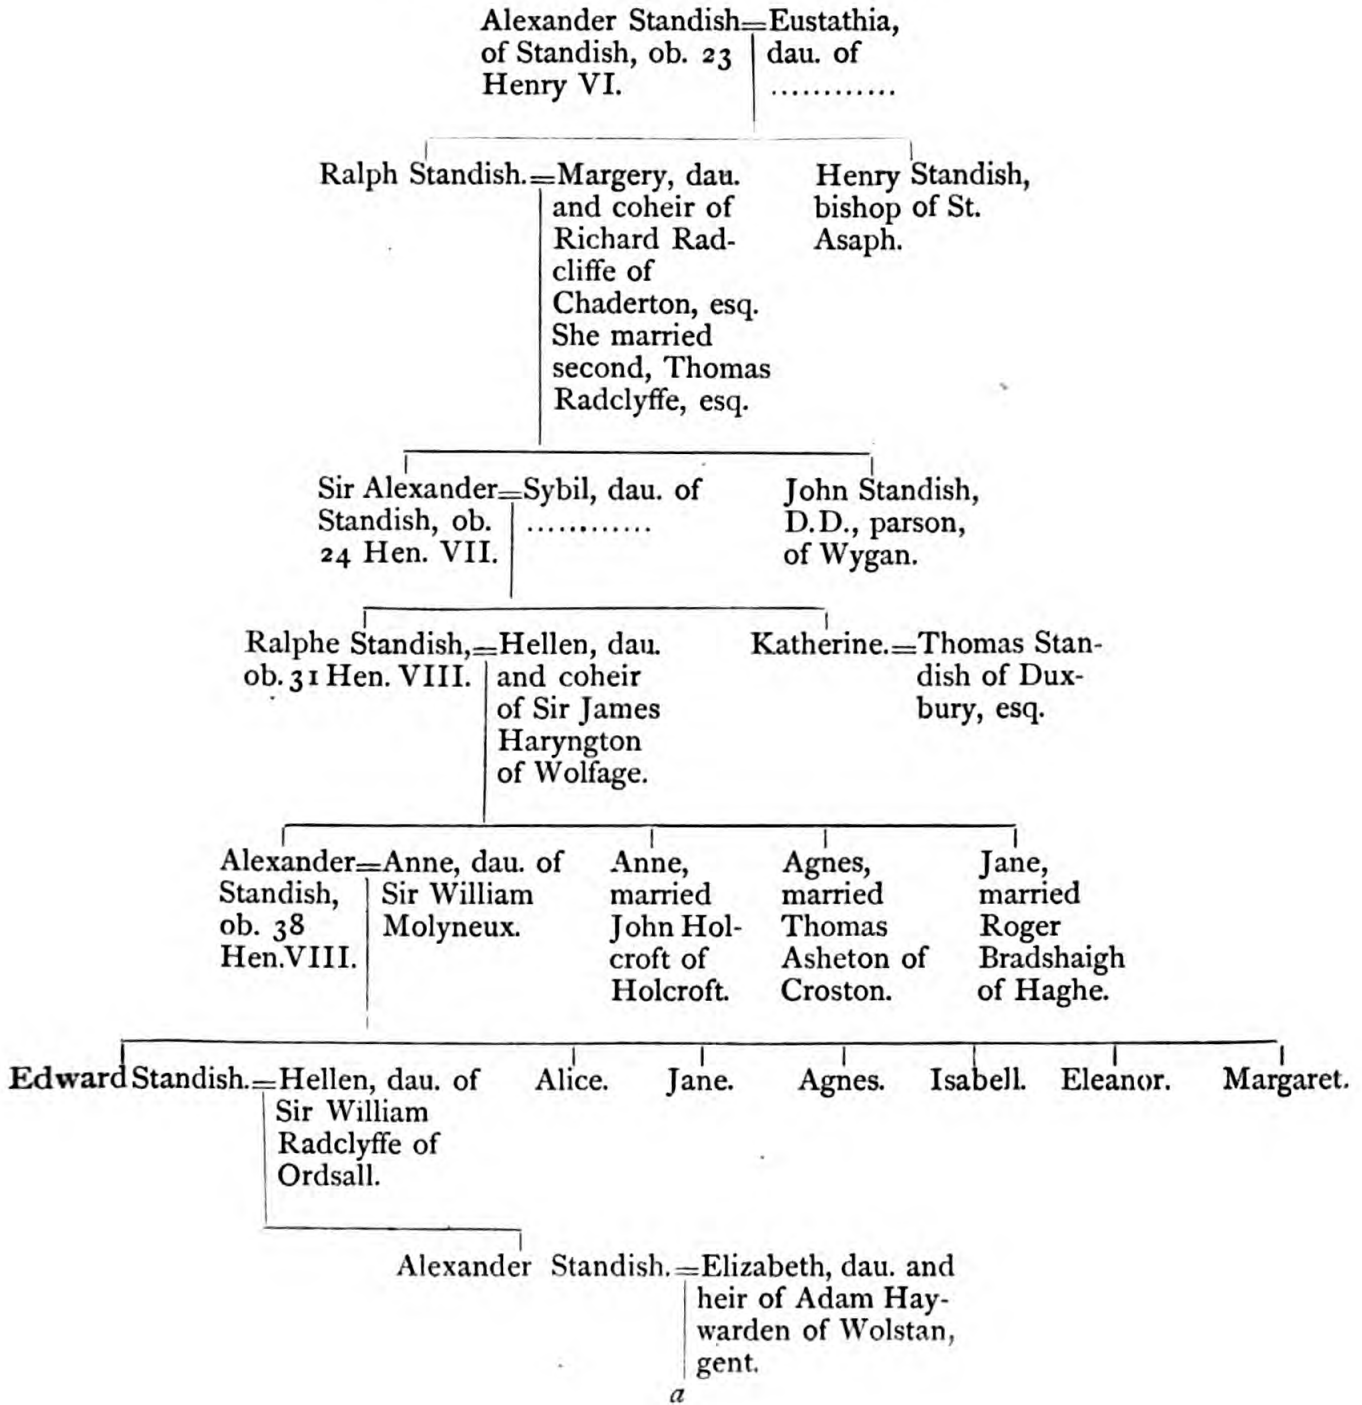 Alexander Standish=Eustathia,
of Standish, ob. 23 dau. of
Henry VI. ............
Ralph Standish.=Margery, dau.
and coheir of
Richard Rad-
cliffe of
Chaderton, esq.
She married
second, Thomas
Radclyffe, esq.
Henry Standish,
bishop of St.
Asaph.
Sir Alexander=Sybil, dau. of
Standish, ob. ............
24 Hen. VII.
John Standish,
D.D., parson,
of Wygan.
Ralphe Standish,=Hellen, dau.
ob. 31 Hen. VIII. and coheir
of Sir James
Haryngton
of Wolfage.
Katherine.=Thomas Stan-
dish of Dux-
bury, esq.
Alexander=Anne, dau. of
Standish, Sir William
ob. 38 Molyneux.
Hen.VIII.
Anne,
married
John Hol-
croft of
Holcroft.
Agnes,
married
Thomas
Asheton of
Croston.
Jane,
married
Roger
Bradshaigh
of Haghe.
Edward Standish.=Hellen, dau. of
Sir William
Radclyffe of
Ordsall.
Alice. Jane. Agnes. Isabell. Eleanor. Margaret.
Alexander Standish.=Elizabeth, dau. and
heir of Adam Hay-
warden of Wolstan,
gent.
a